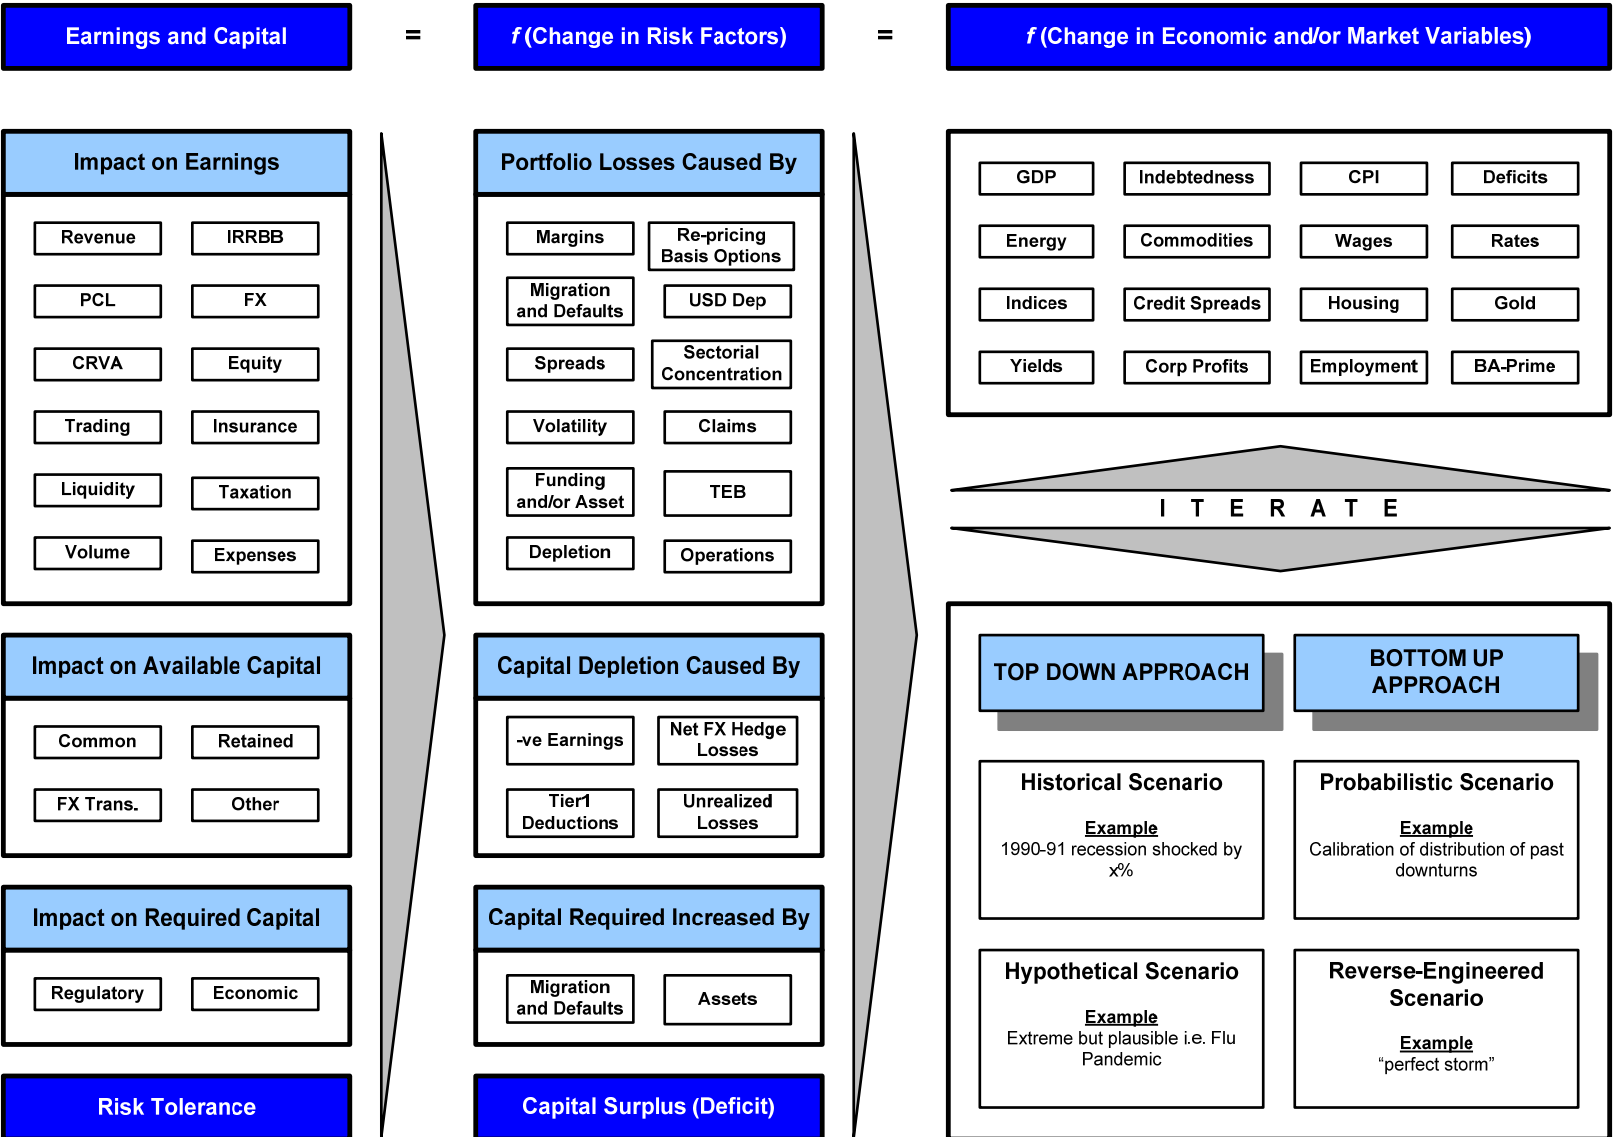 Earnings and Capital
=
f (Change in Risk Factors)
=
f (Change in Economic and/or Market Variables)
Impact on Earnings
Revenue
IRRBB
PCL
FX
CRVA
Equity
Trading
Insurance
Liquidity
Taxation
Volume
Expenses
Impact on Available Capital
Common
Retained
FX Trans.
Other
Impact on Required Capital
Regulatory
Economic
Risk Tolerance
Portfolio Losses Caused By
Margins
Re-pricing
Basis Options
Migration
and Defaults
USD Dep
Spreads
Sectorial
Concentration
Volatility
Claims
Funding
and/or Asset
TEB
Depletion
Operations
Capital Depletion Caused By
-ve Earnings
Net FX Hedge
Losses
Tier1
Deductions
Unrealized
Losses
Capital Required Increased By
Migration
and Defaults
Assets
Capital Surplus (Deficit)
GDP
Indebtedness
CPI
Deficits
Energy
Commodities
Wages
Rates
Indices
Credit Spreads
Housing
Gold
Yields
Corp Profits
Employment
BA-Prime
I T E R A T E
TOP DOWN APPROACH
BOTTOM UP
APPROACH
Historical Scenario
Example
1990-91 recession shocked by
x%
Probabilistic Scenario
Example
Calibration of distribution of past
downturns
Hypothetical Scenario
Example
Extreme but plausible i.e. Flu
Pandemic
Reverse-Engineered
Scenario
Example
“perfect storm”